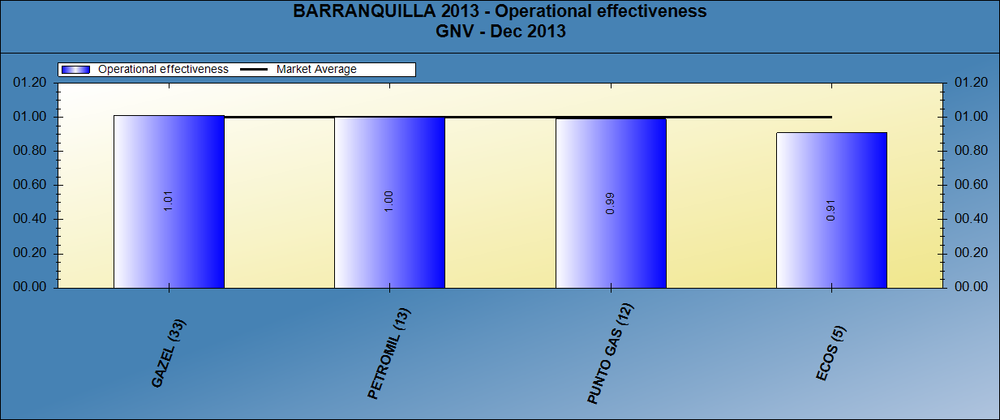 BARRANQUILLA 2013 - Operational effectiveness
GNV - Dec 2013
Operational effectiveness Market Average
01.20 01.20
01.00 01.00
00.80 00.80
00.60 00.60
00.40 00.40
00.20 00.20
00.00 00.00
1.01 1.00 0.99 0.91
GAZEL (33) PETROMIL (13) PUNTO GAS (12) ECOS (5)